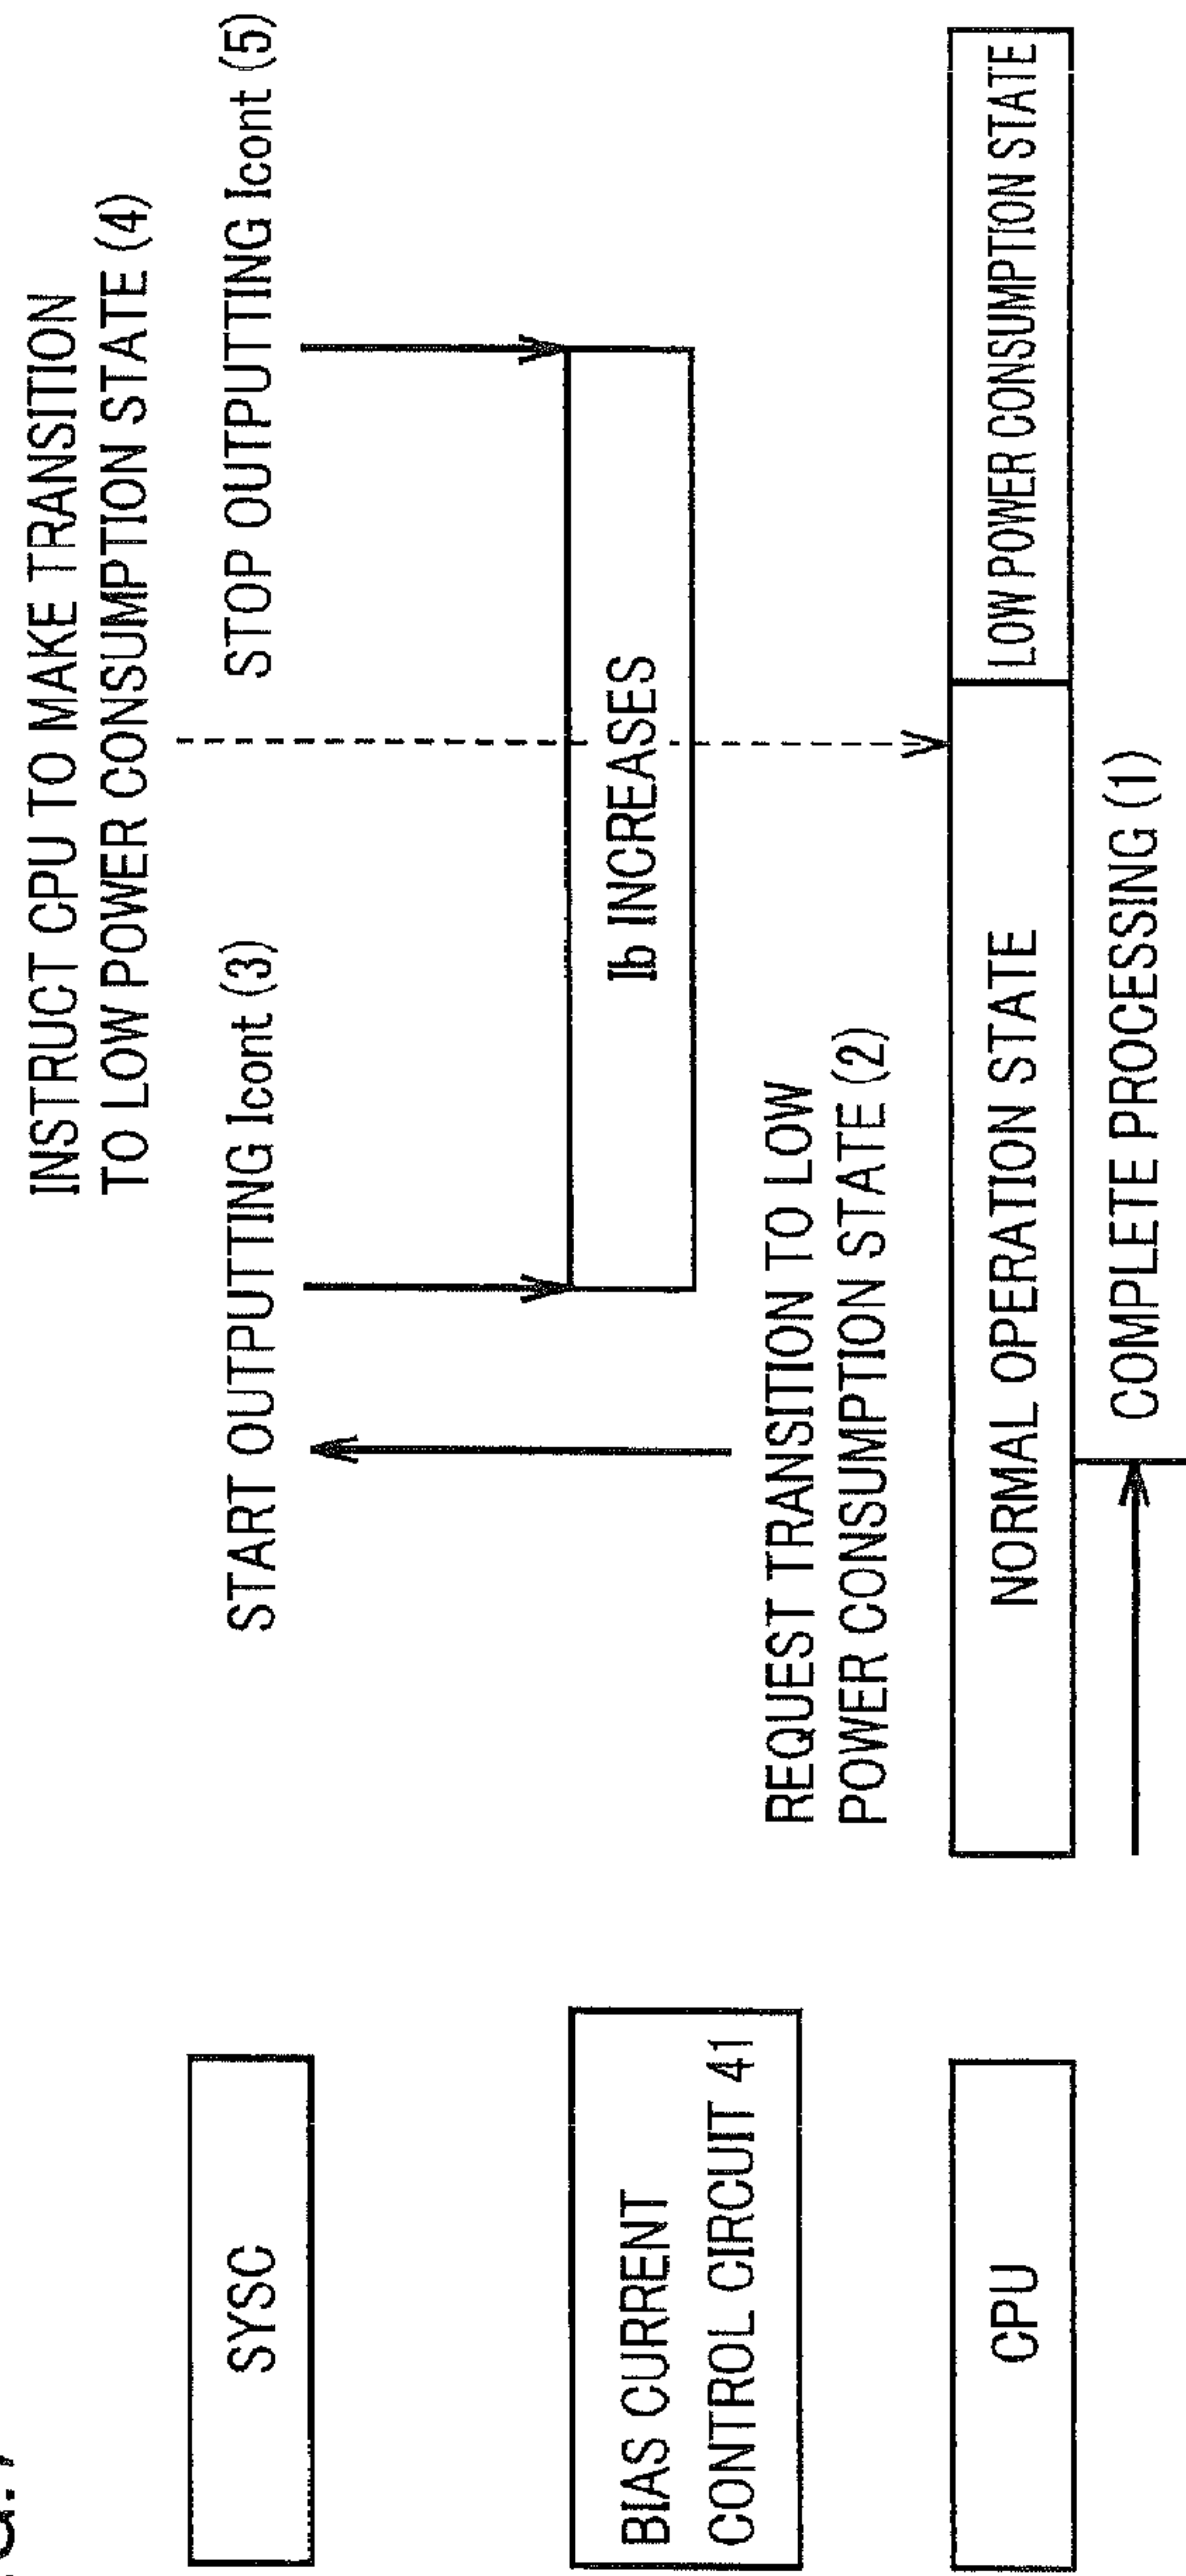 INSTRUCT CPU TO MAKE TRANSITION
TO LOW POWER CONSUMPTION STATE (4)
SYSC
START OUTPUTTING Icont (3)
STOP OUTPUTTING Icont (5)
BIAS CURRENT
CONTROL CIRCUIT 41
Ib INCREASES
REQUEST TRANSITION TO LOW
POWER CONSUMPTION STATE (2)
CPU
NORMAL OPERATION STATE
LOW POWER CONSUMPTION STATE
COMPLETE PROCESSING (1)